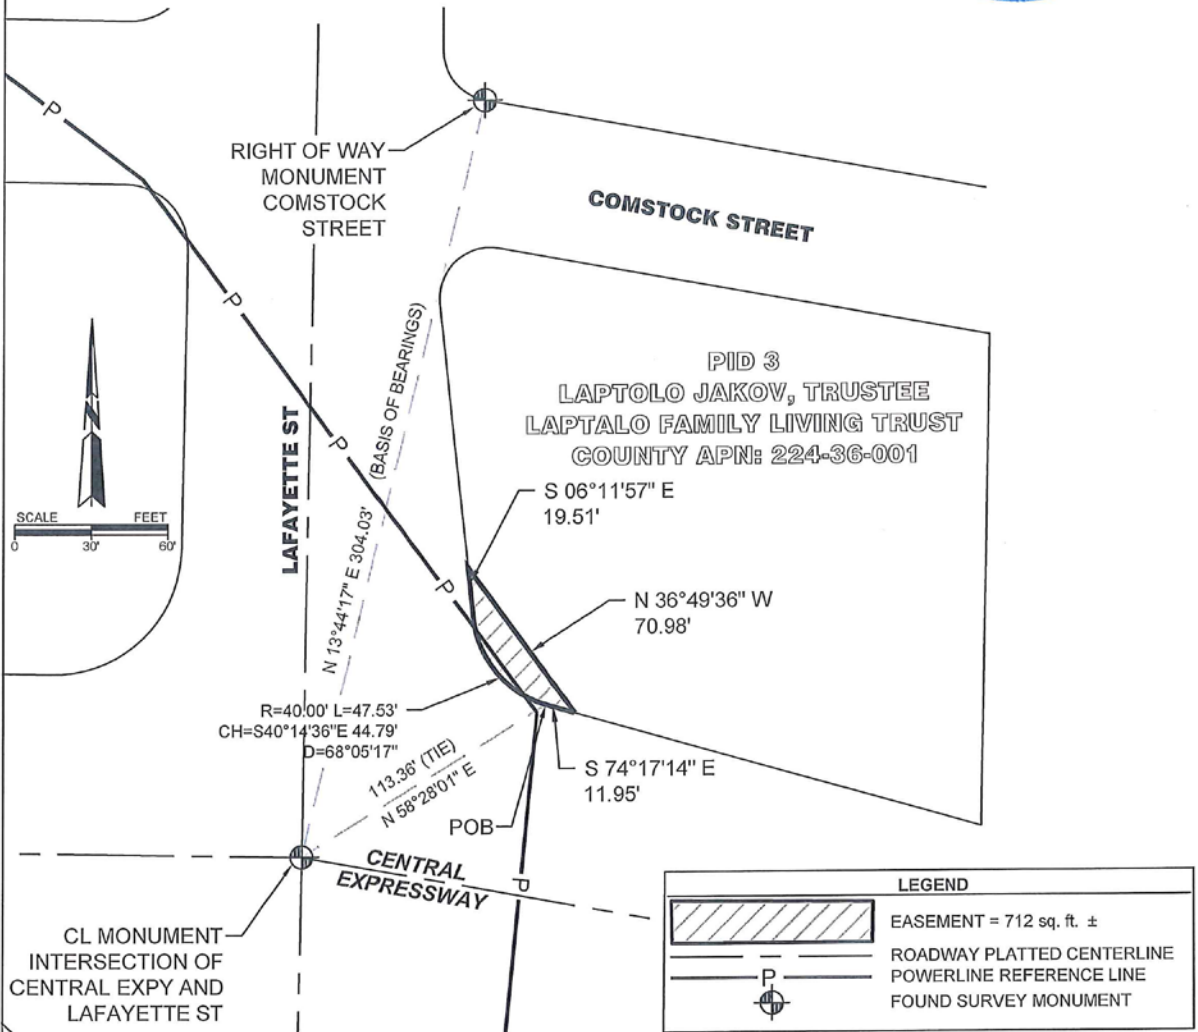 P
RIGHT OF WAY
MONUMENT
COMSTOCK
STREET
COMSTOCK STREET
P
(BASIS OF BEARINGS)
PID 3
LAPTOLO JAKOV, TRUSTEE
LAPTALO FAMILY LIVING TRUST
COUNTY APN: 224-36-001
LAFAYETTE ST
P
S 06°11'57" E
19.51'
SCALE FEET
0 30' 60'
N 13°44'17" E 304.03'
P
N 36°49'36" W
70.98'
R=40.00' L=47.53'
CH=S40°14'36"E 44.79'
D=68°05'17"
113.36' (TIE)
N 58°28'01" E
S 74°17'14" E
11.95'
POB
CENTRAL
EXPRESSWAY
P
CL MONUMENT
INTERSECTION OF
CENTRAL EXPY AND
LAFAYETTE ST
LEGEND
EASEMENT = 712 sq. ft. ±
ROADWAY PLATTED CENTERLINE
P POWERLINE REFERENCE LINE
FOUND SURVEY MONUMENT